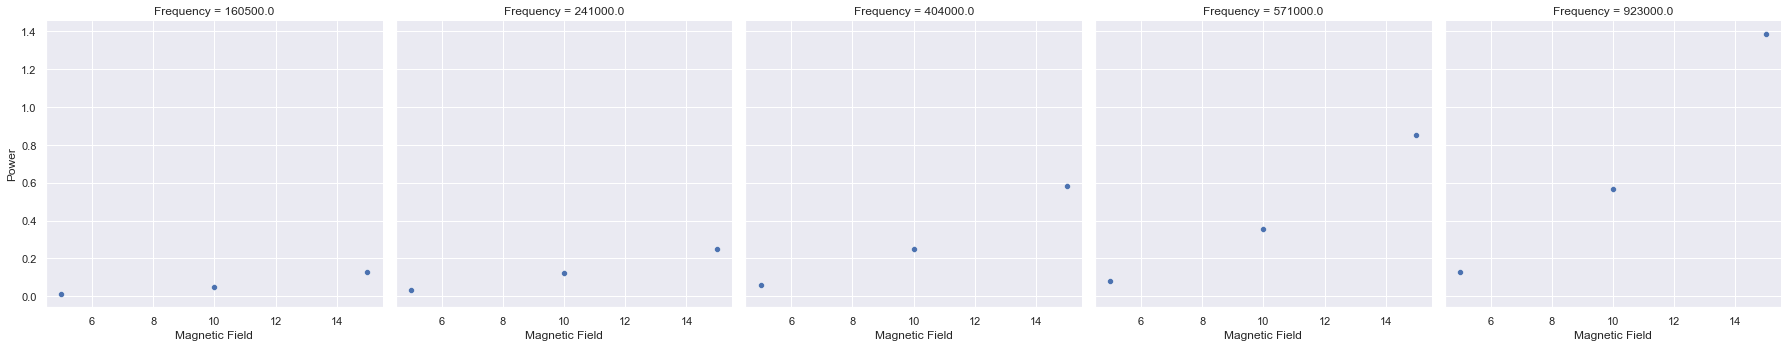 Frequency = 160500.0
Frequency = 241000.0
Frequency = 404000.0
Frequency = 571000.0
Frequency = 923000.0
1.4
1.2
1.0
0.8
0.6
0.4
0.2
0.0
Power
6 8 10 12 14
6 8 10 12 14
6 8 10 12 14
6 8 10 12 14
6 8 10 12 14
Magnetic Field
Magnetic Field
Magnetic Field
Magnetic Field
Magnetic Field